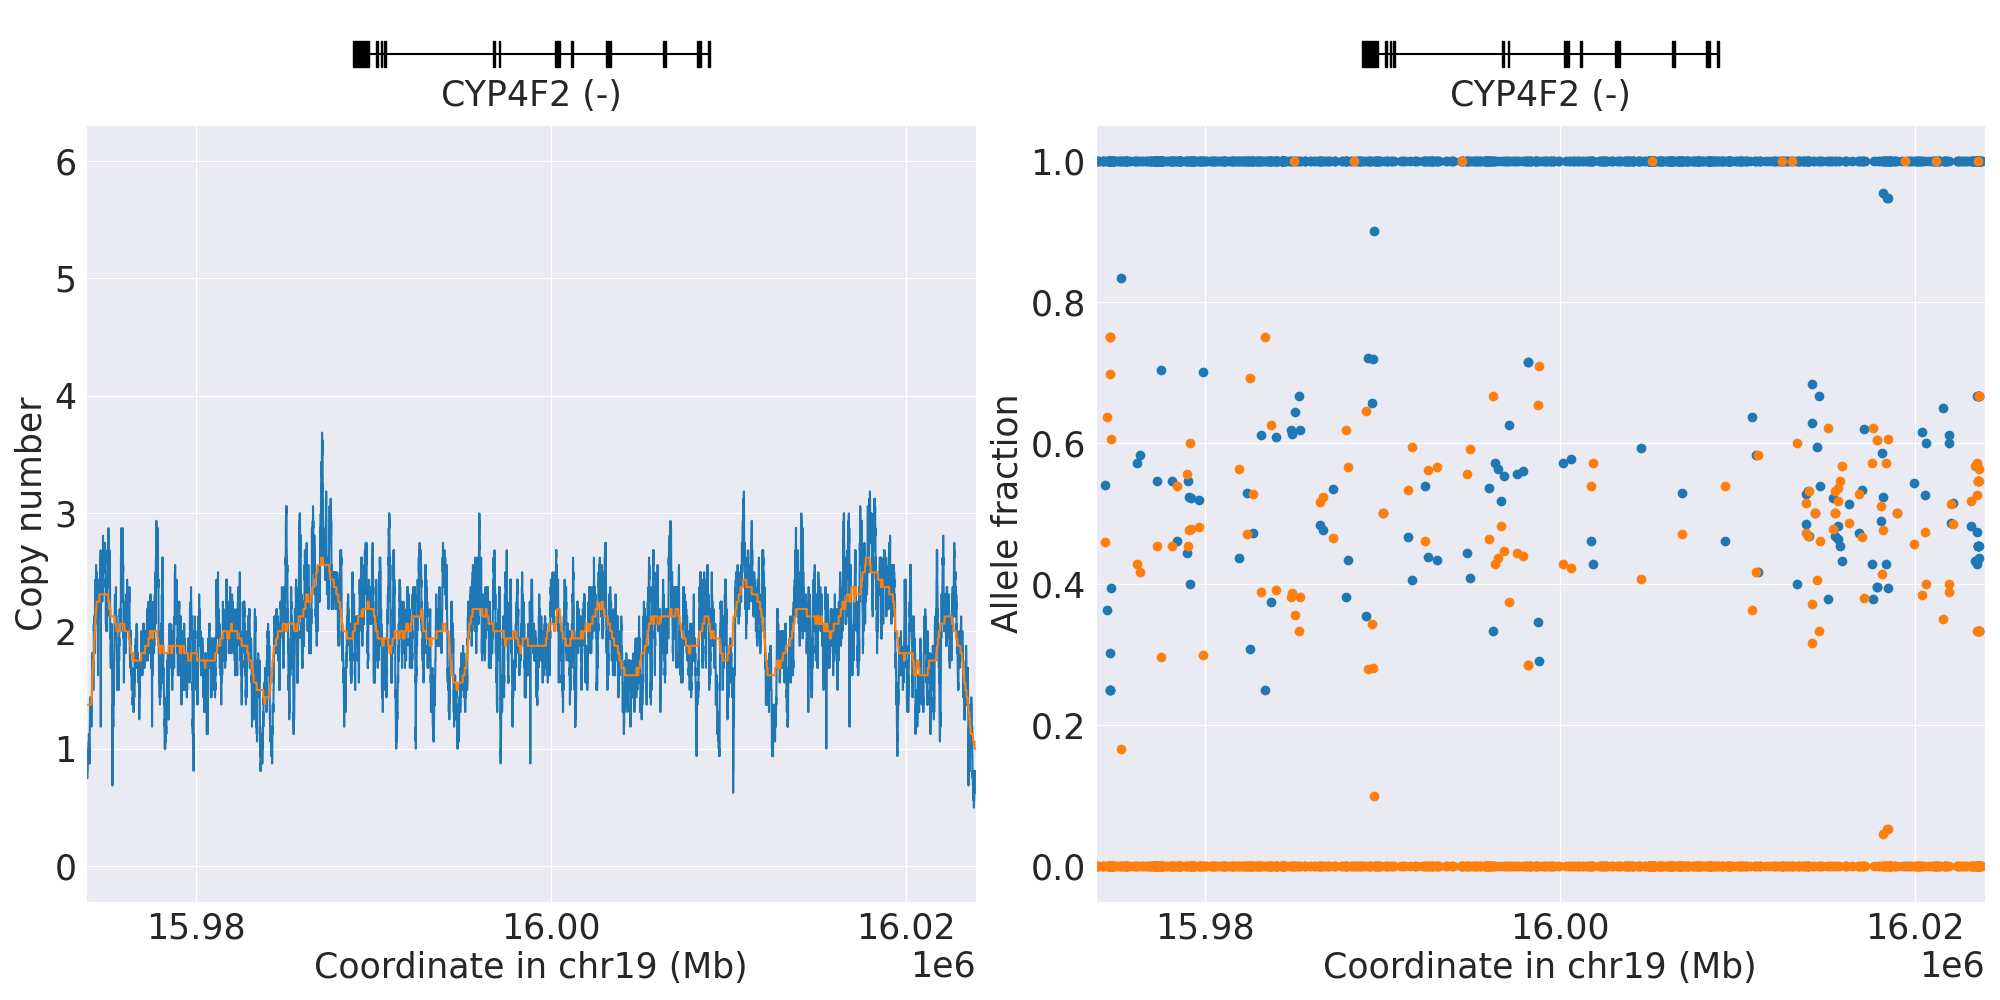 CYP4F2 (-)
6
5
4
3
2
1
0
Copy number
15.98
16.00
16.02
Coordinate in chr19 (Mb)
1e6
CYP4F2 (-)
1.0
0.8
0.6
0.4
0.2
0.0
Allele fraction
15.98
16.00
16.02
Coordinate in chr19 (Mb)
1e6